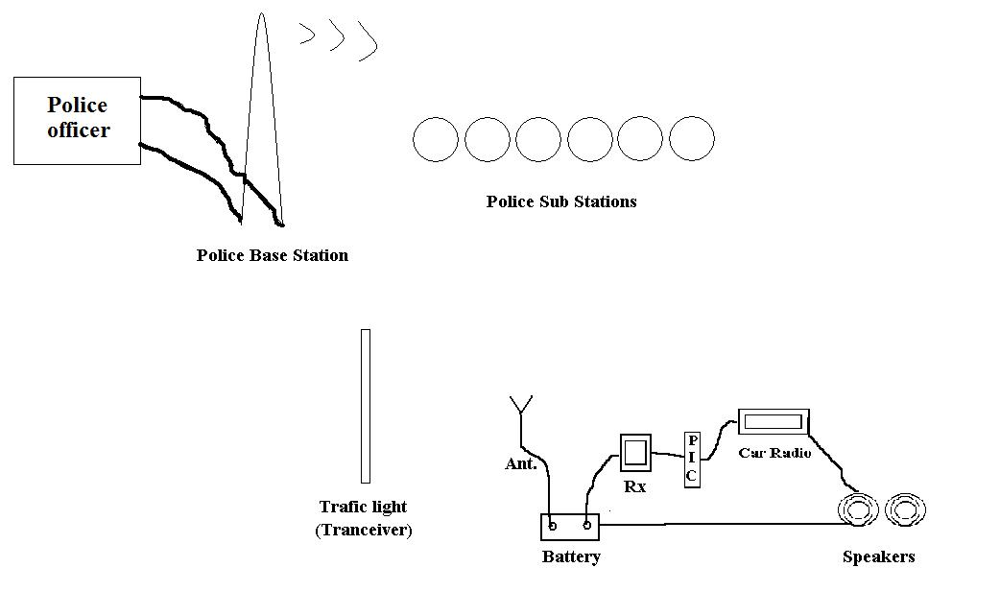 Police
officer
Police Sub Stations
Police Base Station
Ant.
Rx
P
I
C
Car Radio
Trafic light
(Tranceiver)
Battery
Speakers